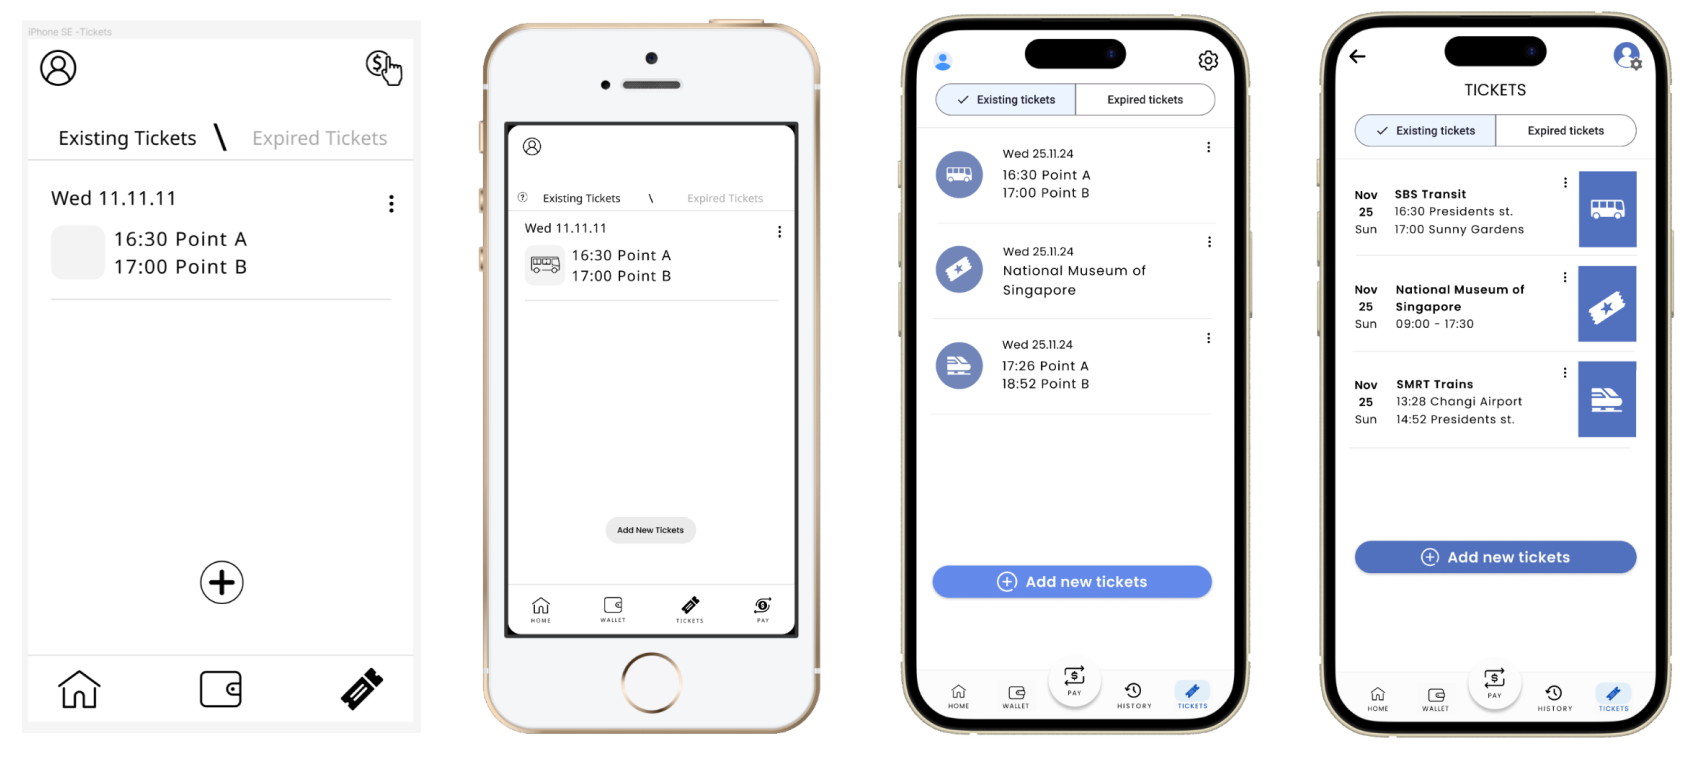 iPhone SE -Tickets
Existing Tickets \ Expired Tickets
Wed 11.11.11
16:30 Point A
17:00 Point B
Existing Tickets \ Expired Tickets
Wed 11.11.11
16:30 Point A
17:00 Point B
Add New Tickets
HOME WALLET TICKETS PAY
Existing tickets Expired tickets
Wed 25.11.24
16:30 Point A
17:00 Point B
Wed 25.11.24
National Museum of
Singapore
Wed 25.11.24
17:26 Point A
18:52 Point B
Add new tickets
HOME WALLET PAY HISTORY TICKETS
TICKETS
Existing tickets Expired tickets
Nov SBS Transit
25 16:30 Presidents st.
Sun 17:00 Sunny Gardens
Nov National Museum of
25 Singapore
Sun 09:00 - 17:30
Nov SMRT Trains
25 13:28 Changi Airport
Sun 14:52 Presidents st.
Add new tickets
HOME WALLET PAY HISTORY TICKETS